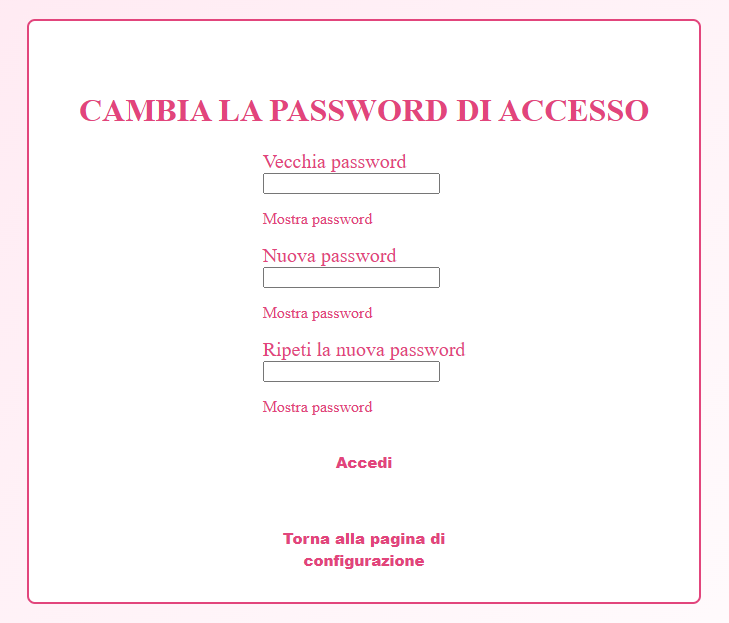 CAMBIA LA PASSWORD DI ACCESSO
Vecchia password
Mostra password
Nuova password
Mostra password
Ripeti la nuova password
Mostra password
Accedi
Torna alla pagina di
configurazione